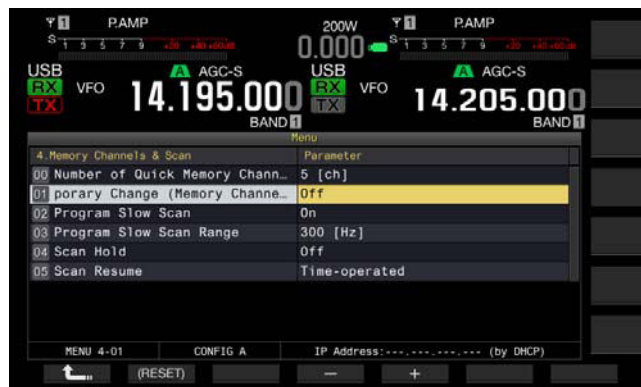 1 P.AMP 200W 1 P.AMP
S 1 3 5 7 9 +20 +40 +60dB 0.000 S 1 3 5 7 9 +20 +40 +60dB
USB A AGC-S USB A AGC-S
RX VFO 14.195.000 RX VFO 14.205.000
TX TX
BAND 1 BAND 1
Menu
4.Memory Channels & Scan Parameter
00 Number of Quick Memory Chann… 5 [ch]
01 porary Change (Memory Channe… Off
02 Program Slow Scan On
03 Program Slow Scan Range 300 [Hz]
04 Scan Hold Off
05 Scan Resume Time-operated
MENU 4-01 CONFIG A IP Address:---.---.---.--- (by DHCP)
(RESET) − +